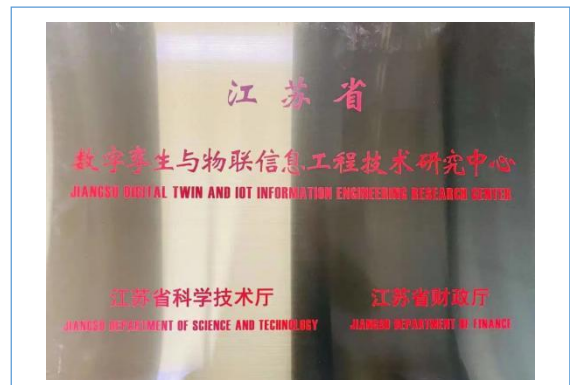 江苏省
数字孪生与物联信息工程技术研究中心
JIANGSU DIGITAL TWIN AND IOT INFORMATION ENGINEERING RESEARCH CENTER
江苏省科学技术厅 江苏省财政厅
JIANGSU DEPARTMENT OF SCIENCE AND TECHNOLOGY JIANGSU DEPARTMENT OF FINANCE